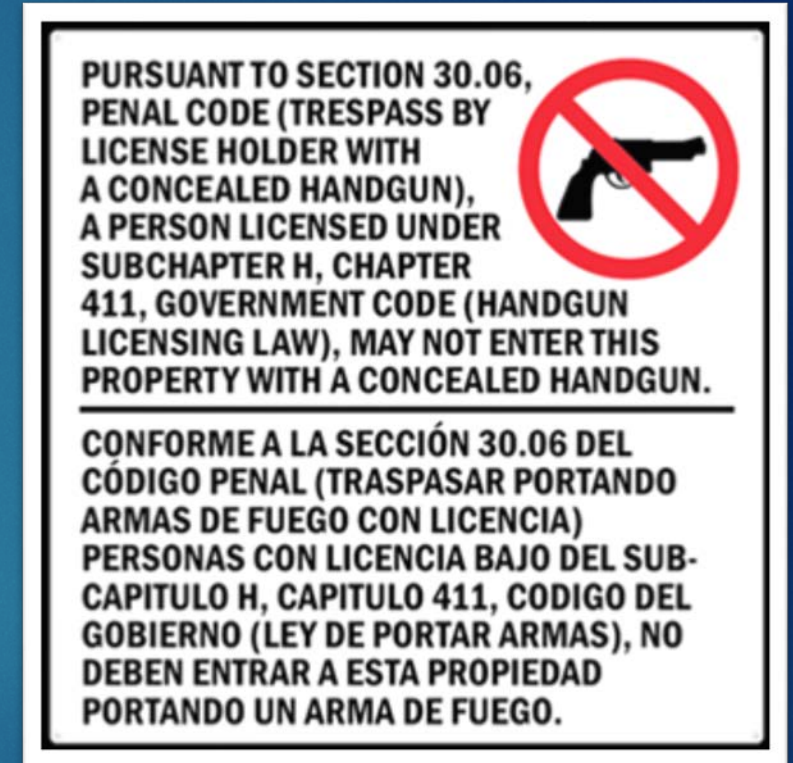 PURSUANT TO SECTION 30.06,
PENAL CODE (TRESPASS BY
LICENSE HOLDER WITH
A CONCEALED HANDGUN),
A PERSON LICENSED UNDER
SUBCHAPTER H, CHAPTER
411, GOVERNMENT CODE (HANDGUN
LICENSING LAW), MAY NOT ENTER THIS
PROPERTY WITH A CONCEALED HANDGUN.
CONFORME A LA SECCIÓN 30.06 DEL
CÓDIGO PENAL (TRASPASAR PORTANDO
ARMAS DE FUEGO CON LICENCIA)
PERSONAS CON LICENCIA BAJO DEL SUB-
CAPITULO H, CAPITULO 411, CODIGO DEL
GOBIERNO (LEY DE PORTAR ARMAS), NO
DEBEN ENTRAR A ESTA PROPIEDAD
PORTANDO UN ARMA DE FUEGO.